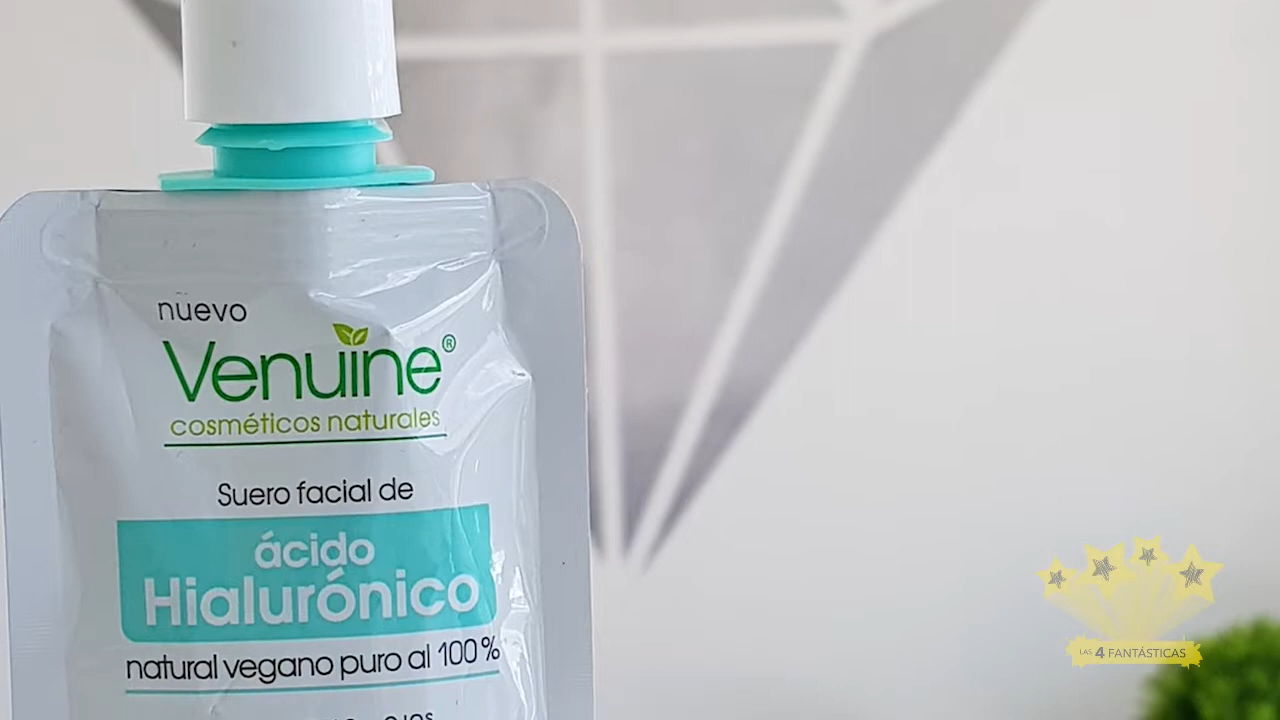 nuevo
Venuine®
cosméticos naturales
Suero facial de
ácido
Hialurónico
natural vegano puro al 100%
LAS 4 FANTÁSTICAS